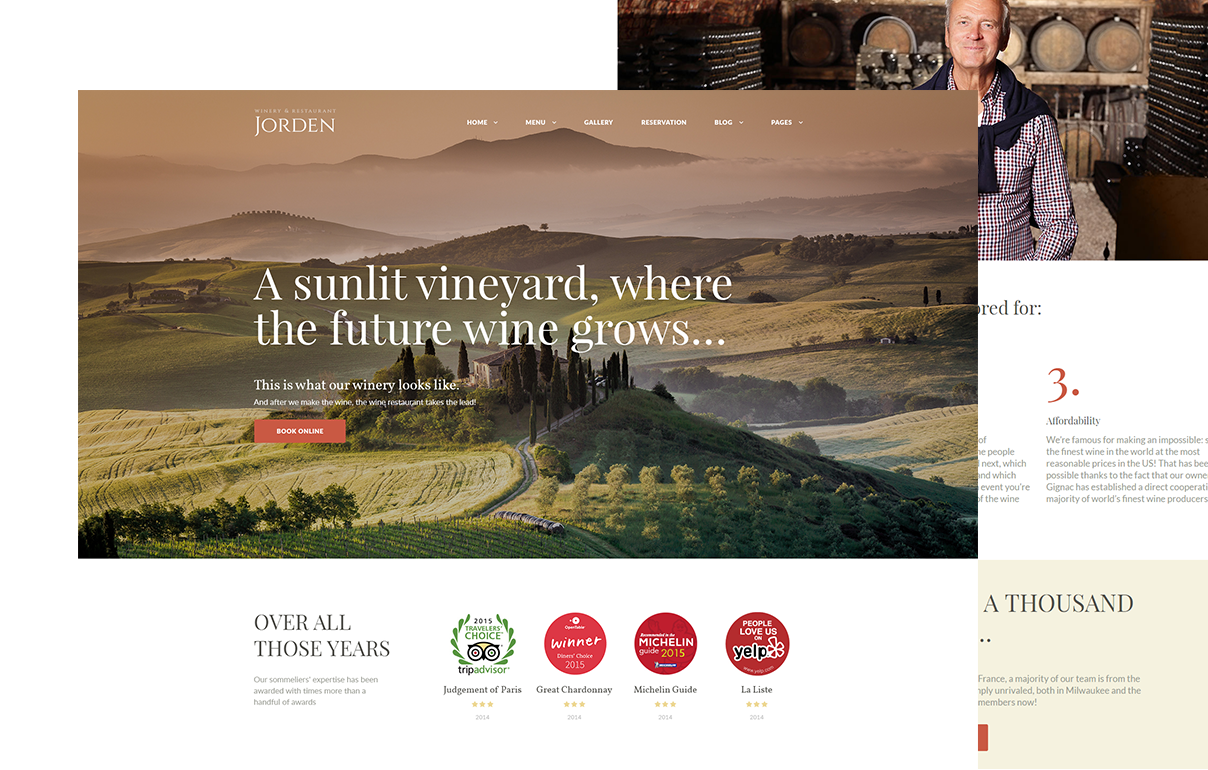 WINERY & RESTAURANT
JORDEN
HOME
MENU
GALLERY
RESERVATION
BLOG
PAGES
A sunlit vineyard, where
the future wine grows...
This is what our winery looks like.
And after we make the wine, the wine restaurant takes the lead!
BOOK ONLINE
OVER ALL
THOSE YEARS
Our sommeliers' expertise has been
awarded with times more than a
handful of awards
2015
TRAVELERS'
CHOICE
tripadvisor
Judgement of Paris
2014
OpenTable
winner
Diners' Choice
2015
Great Chardonnay
2014
Recommended in the
MICHELIN
guide 2015
Michelin Guide
2014
PEOPLE
LOVE US
ON
yelp
www.yelp.com
La Liste
2014
ored for:
of
ne people
next, which
and which
event you're
of the wine
3.
Affordability
We're famous for making an impossible: s
the finest wine in the world at the most
reasonable prices in the US! That has bee
possible thanks to the fact that our owne
Gignac has established a direct cooperati
majority of world's finest wine producers
A THOUSAND
..
France, a majority of our team is from the
mply unrivaled, both in Milwaukee and the
members now!